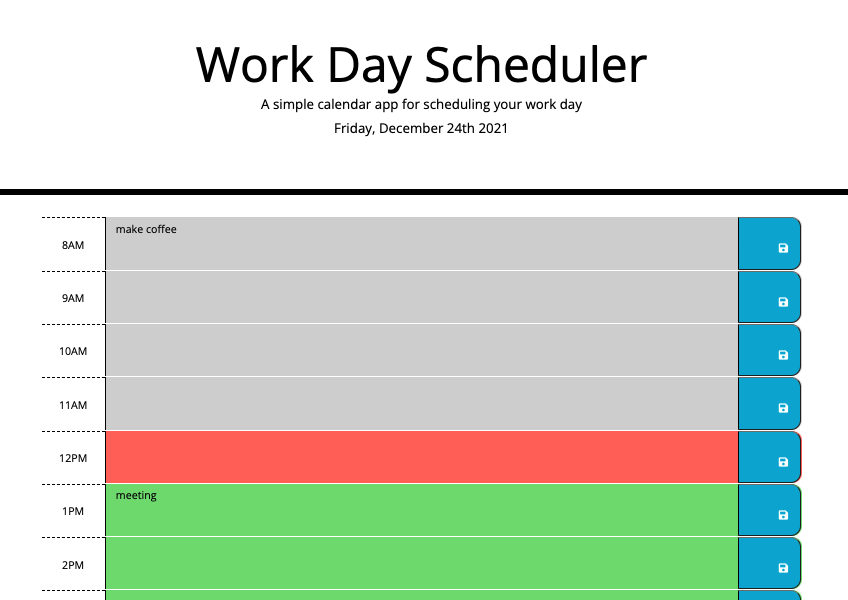 Work Day Scheduler
A simple calendar app for scheduling your work day
Friday, December 24th 2021
8AM make coffee
9AM
10AM
11AM
12PM
1PM meeting
2PM